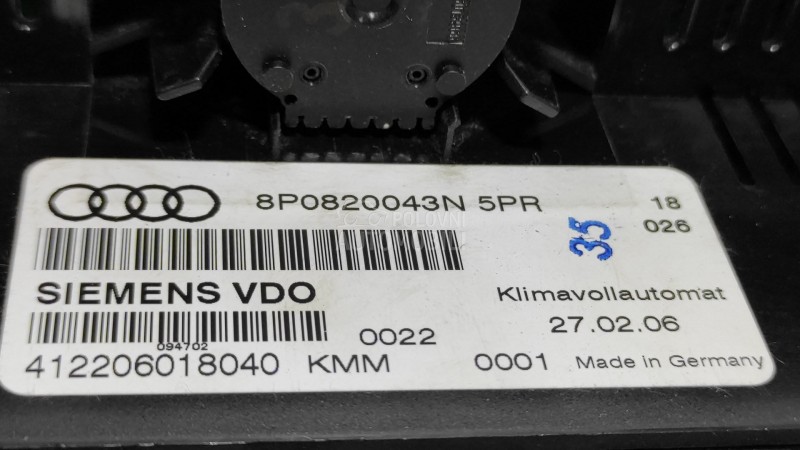 8P0820043N 5PR
18
026
35
POLOVNI
SIEMENS VDO
Klimavollautomat
094702
0022
27.02.06
412206018040 KMM
0001 Made in Germany